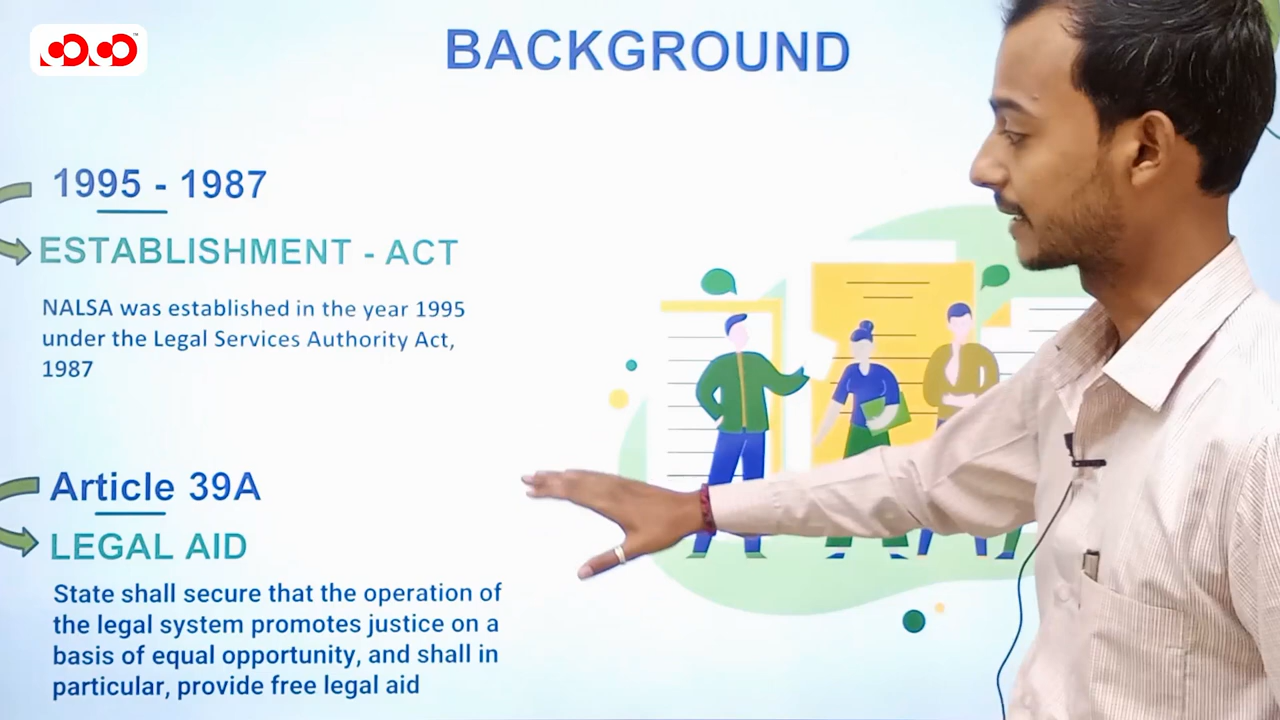 BACKGROUND
1995 - 1987
ESTABLISHMENT - ACT
NALSA was established in the year 1995
under the Legal Services Authority Act,
1987
Article 39A
LEGAL AID
State shall secure that the operation of
the legal system promotes justice on a
basis of equal opportunity, and shall in
particular, provide free legal aid